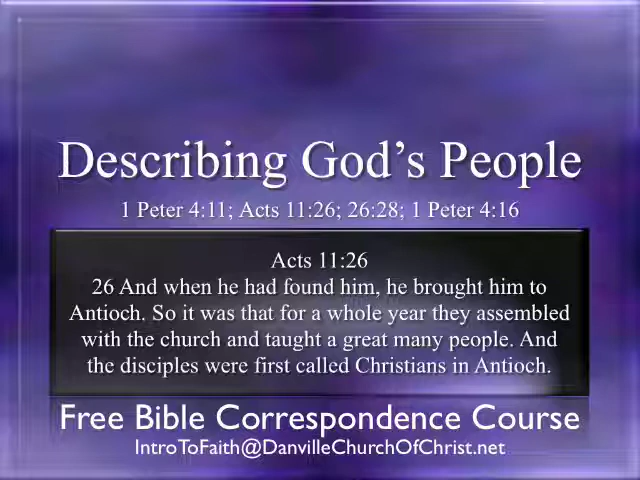 Describing God’s People
1 Peter 4:11; Acts 11:26; 26:28; 1 Peter 4:16
Acts 11:26
26 And when he had found him, he brought him to
Antioch. So it was that for a whole year they assembled
with the church and taught a great many people. And
the disciples were first called Christians in Antioch.
Free Bible Correspondence Course
IntroToFaith@DanvilleChurchOfChrist.net